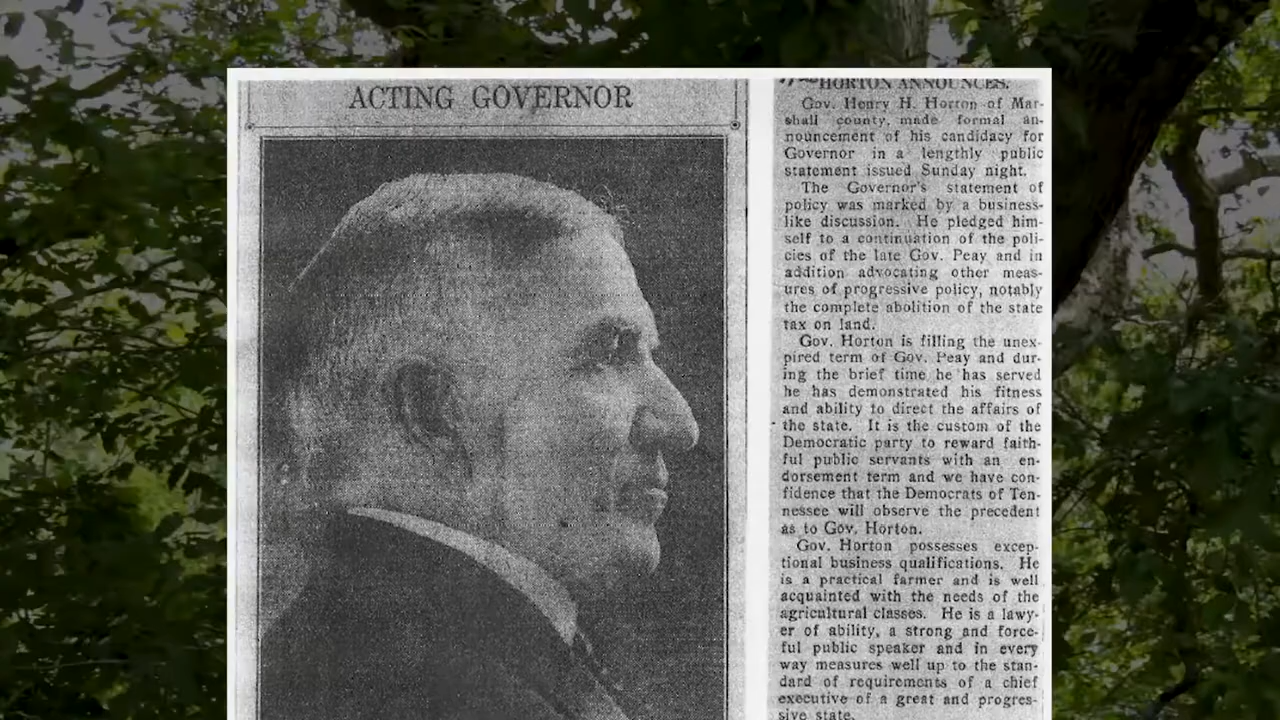 ACTING GOVERNOR
HORTON ANNOUNCES.
Gov. Henry H. Horton of Mar-
shall county, made formal an-
nouncement of his candidacy for
Governor in a lengthly public
statement issued Sunday night.
The Governor's statement of
policy was marked by a business-
like discussion. He pledged him-
self to a continuation of the poli-
cies of the late Gov. Peay and in
addition advocating other meas-
ures of progressive policy, notably
the complete abolition of the state
tax on land.
Gov. Horton is filling the unex-
pired term of Gov. Peay and dur-
ing the brief time he has served
he has demonstrated his fitness
and ability to direct the affairs of
the state. It is the custom of the
Democratic party to reward faith-
ful public servants with an en-
dorsement term and we have con-
fidence that the Democrats of Ten-
nessee will observe the precedent
as to Gov. Horton.
Gov. Horton possesses excep-
tional business qualifications. He
is a practical farmer and is well
acquainted with the needs of the
agricultural classes. He is a lawy-
er of ability, a strong and force-
ful public speaker and in every
way measures well up to the stan-
dard of requirements of a chief
executive of a great and progres-
sive state.